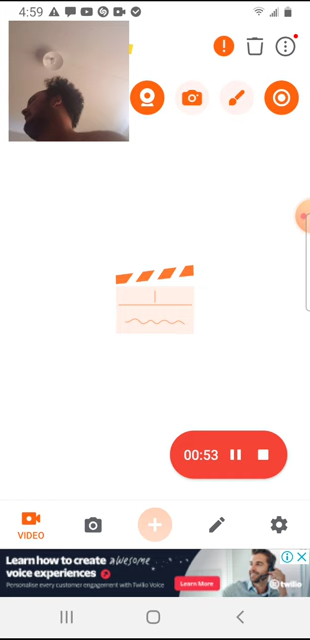 4:59
00:53
VIDEO
Learn how to create awesome
voice experiences
Personalise every customer engagement with Twilio Voice
Learn More
twilio